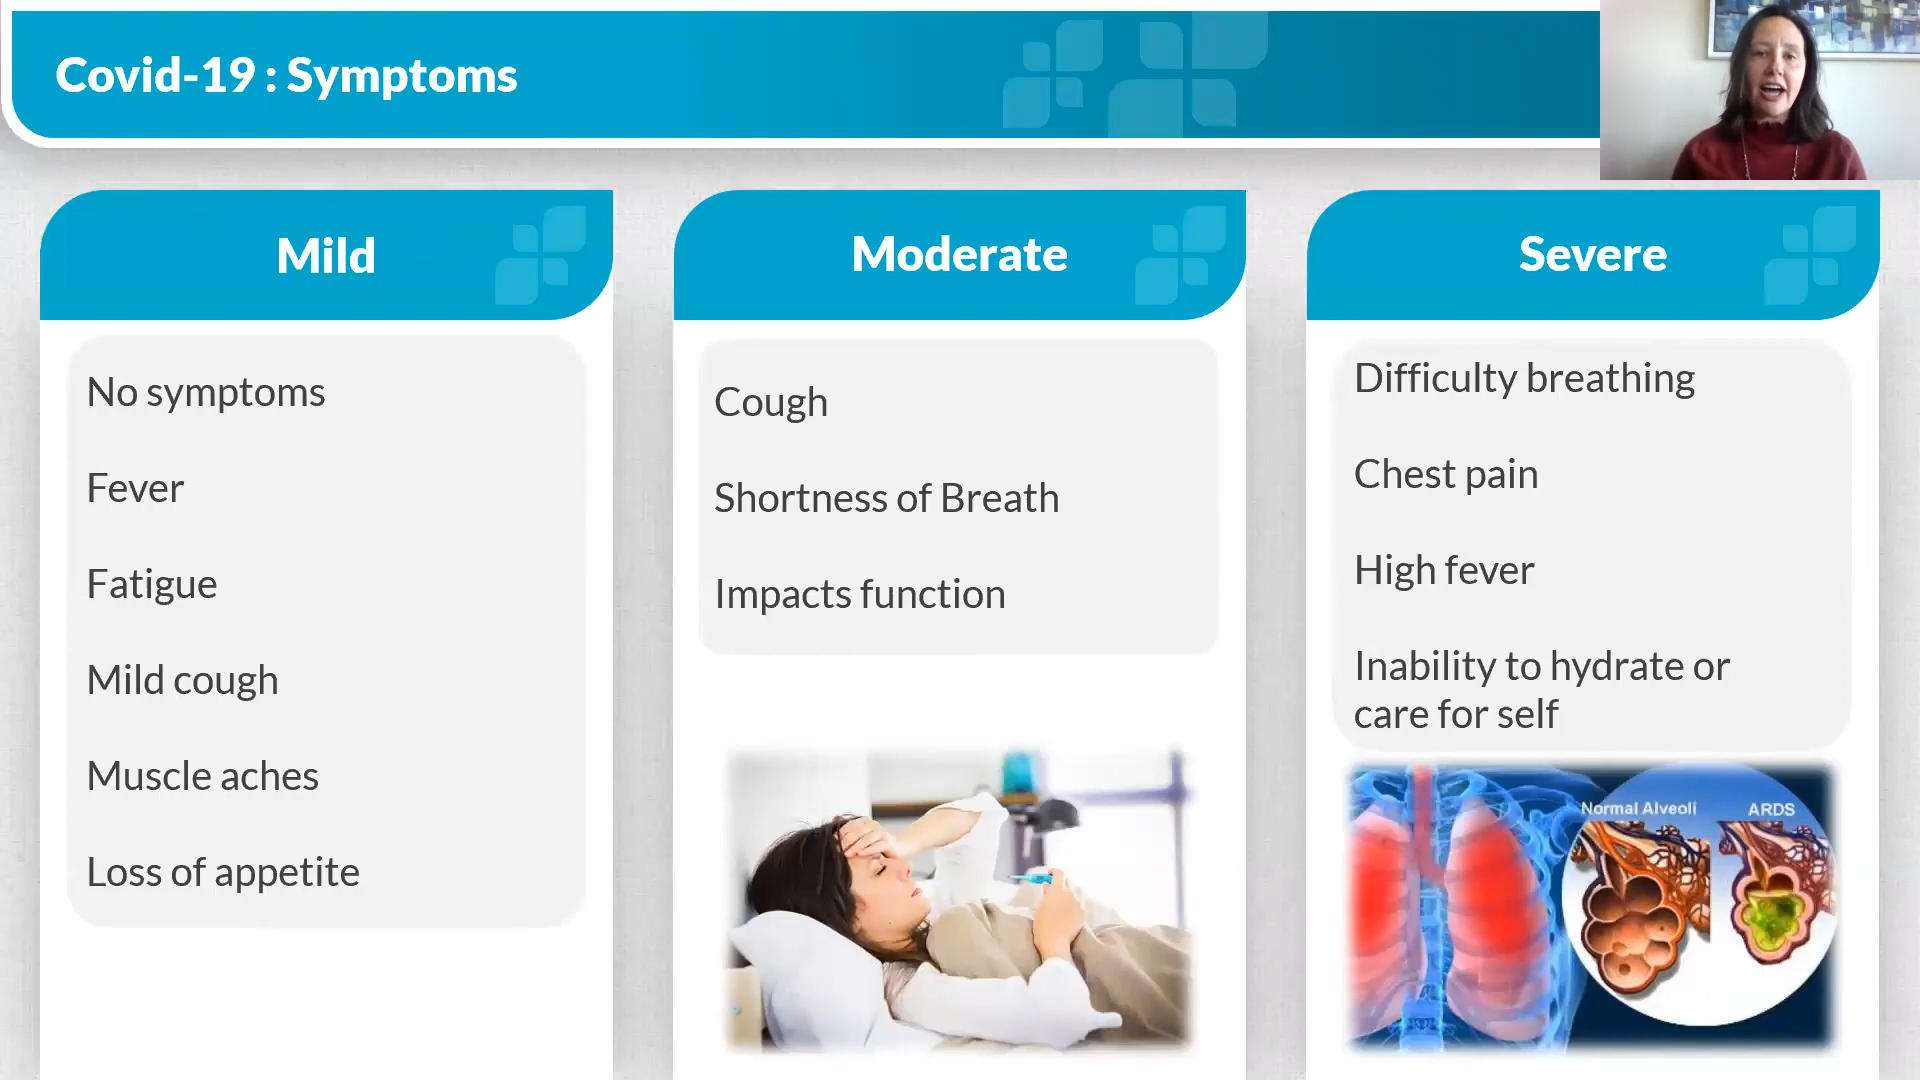 Covid-19 : Symptoms
Mild
No symptoms
Fever
Fatigue
Mild cough
Muscle aches
Loss of appetite
Moderate
Cough
Shortness of Breath
Impacts function
Severe
Difficulty breathing
Chest pain
High fever
Inability to hydrate or
care for self
Normal Alveoli
ARDS